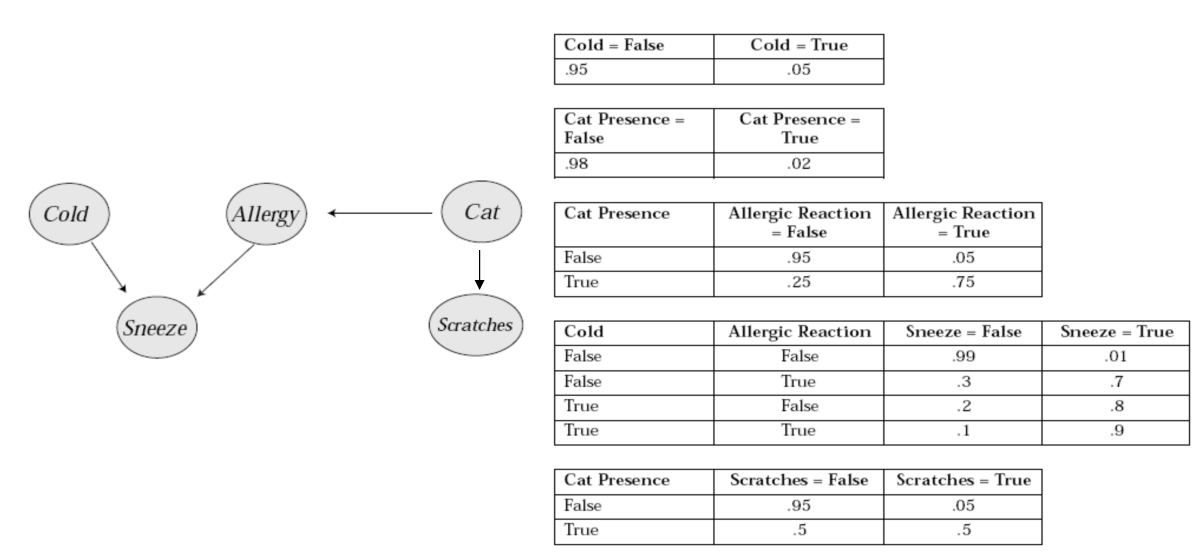 Cold
Allergy
Cat
Sneeze
Scratches
Cold = False Cold = True
.95 .05
Cat Presence = Cat Presence =
False True
.98 .02
Cat Presence Allergic Reaction Allergic Reaction
= False = True
False .95 .05
True .25 .75
Cold Allergic Reaction Sneeze = False Sneeze = True
False False .99 .01
False True .3 .7
True False .2 .8
True True .1 .9
Cat Presence Scratches = False Scratches = True
False .95 .05
True .5 .5